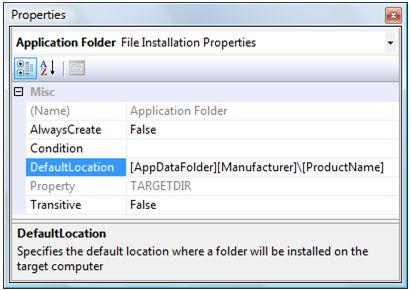 Properties
Application Folder File Installation Properties
Misc
(Name) Application Folder
AlwaysCreate False
Condition
DefaultLocation [AppDataFolder][Manufacturer]\[ProductName]
Property TARGETDIR
Transitive False
DefaultLocation
Specifies the default location where a folder will be installed on the
target computer